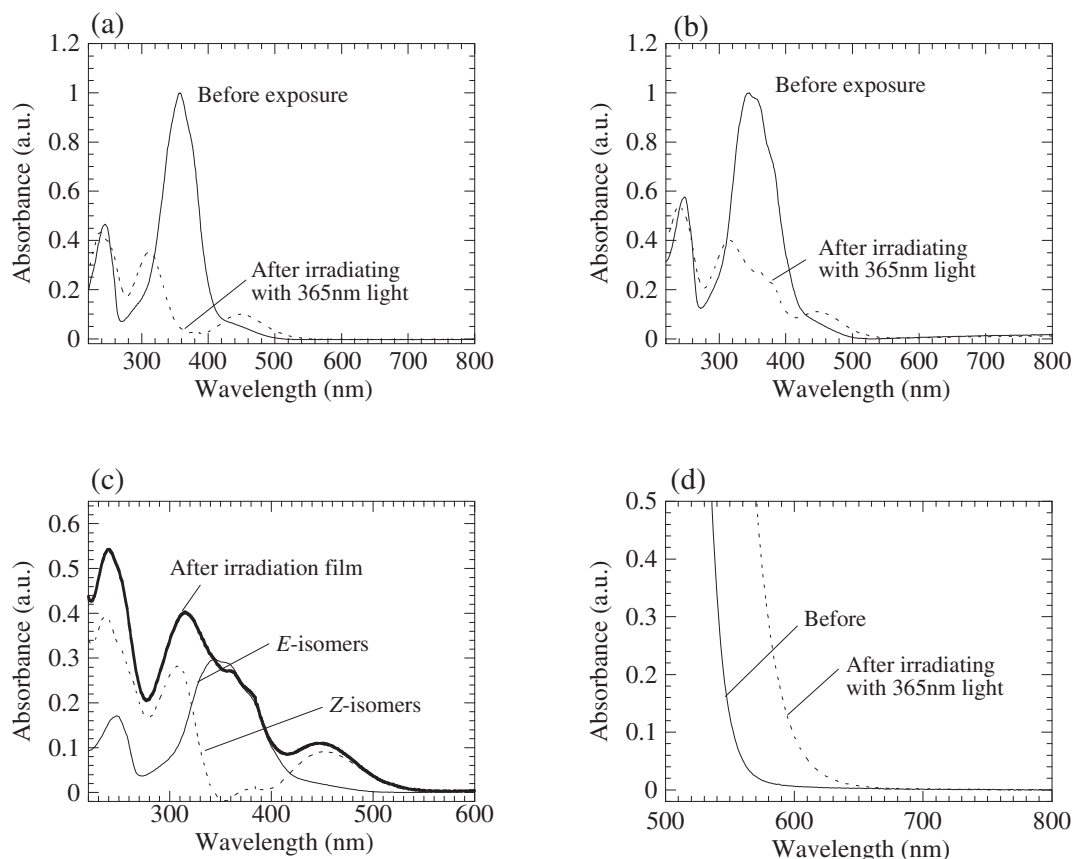 (a)
1.2
1
0.8
0.6
0.4
0.2
0
Absorbance (a.u.)
Before exposure
After irradiating
with 365nm light
300 400 500 600 700 800
Wavelength (nm)
(b)
1.2
1
0.8
0.6
0.4
0.2
0
Absorbance (a.u.)
Before exposure
After irradiating
with 365nm light
300 400 500 600 700 800
Wavelength (nm)
(c)
0.6
0.5
0.4
0.3
0.2
0.1
0
Absorbance (a.u.)
After irradiation film
E-isomers
Z-isomers
300 400 500 600
Wavelength (nm)
(d)
0.5
0.4
0.3
0.2
0.1
0
Absorbance (a.u.)
Before
After irradiating
with 365nm light
500 600 700 800
Wavelength (nm)